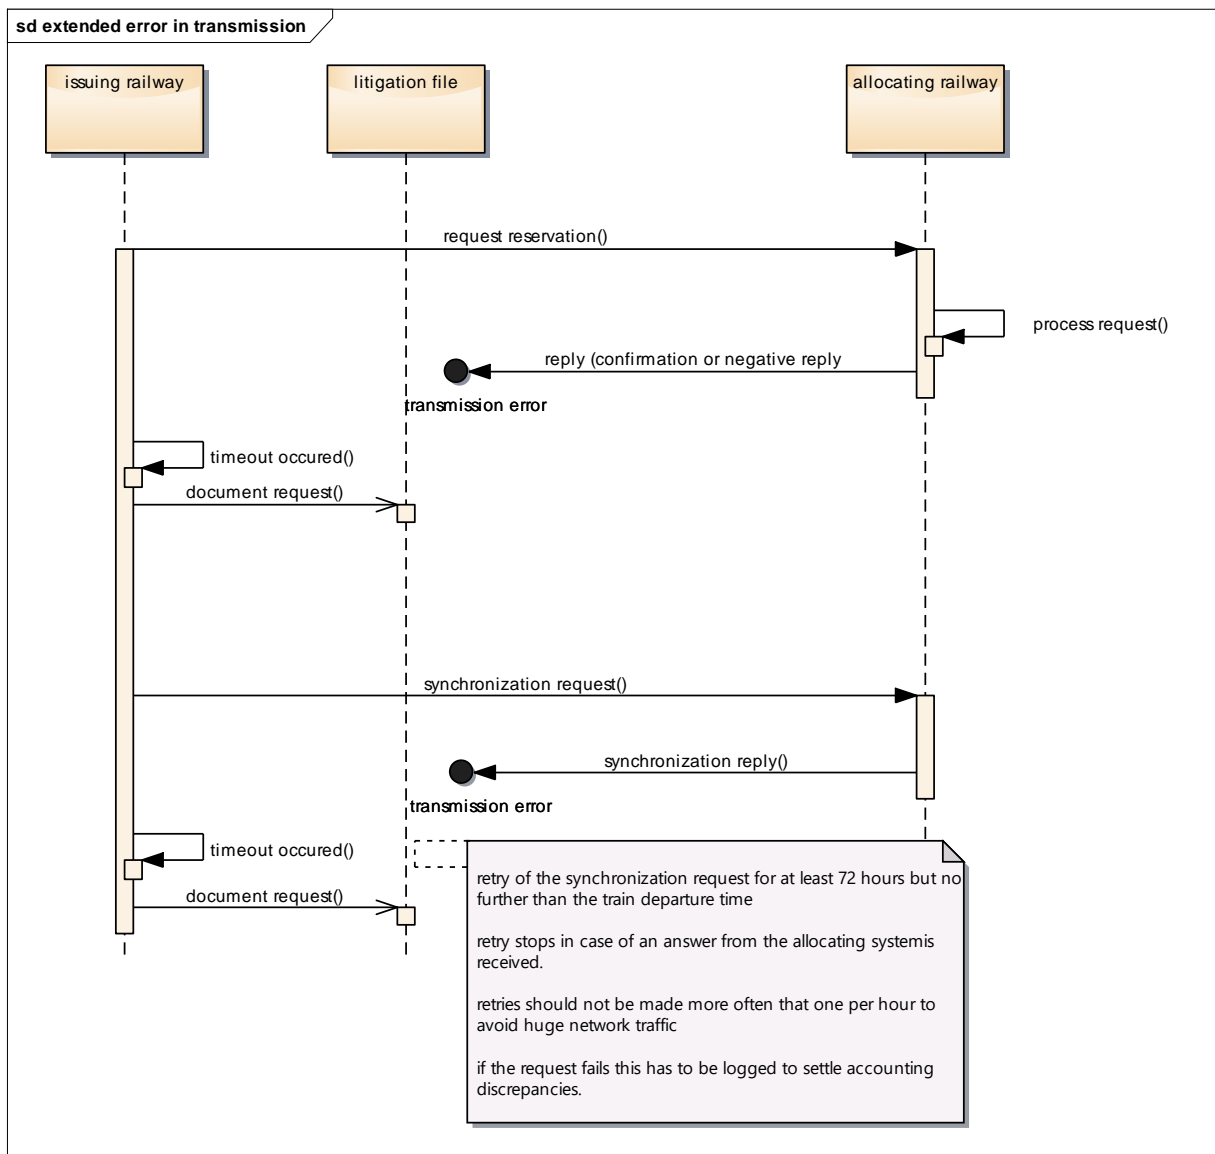 sd extended error in transmission
issuing railway
litigation file
allocating railway
request reservation()
process request()
reply (confirmation or negative reply
transmission error
timeout occured()
document request()
synchronization request()
synchronization reply()
transmission error
timeout occured()
document request()
retry of the synchronization request for at least 72 hours but no
further than the train departure time
retry stops in case of an answer from the allocating systemis
received.
retries should not be made more often that one per hour to
avoid huge network traffic
if the request fails this has to be logged to settle accounting
discrepancies.